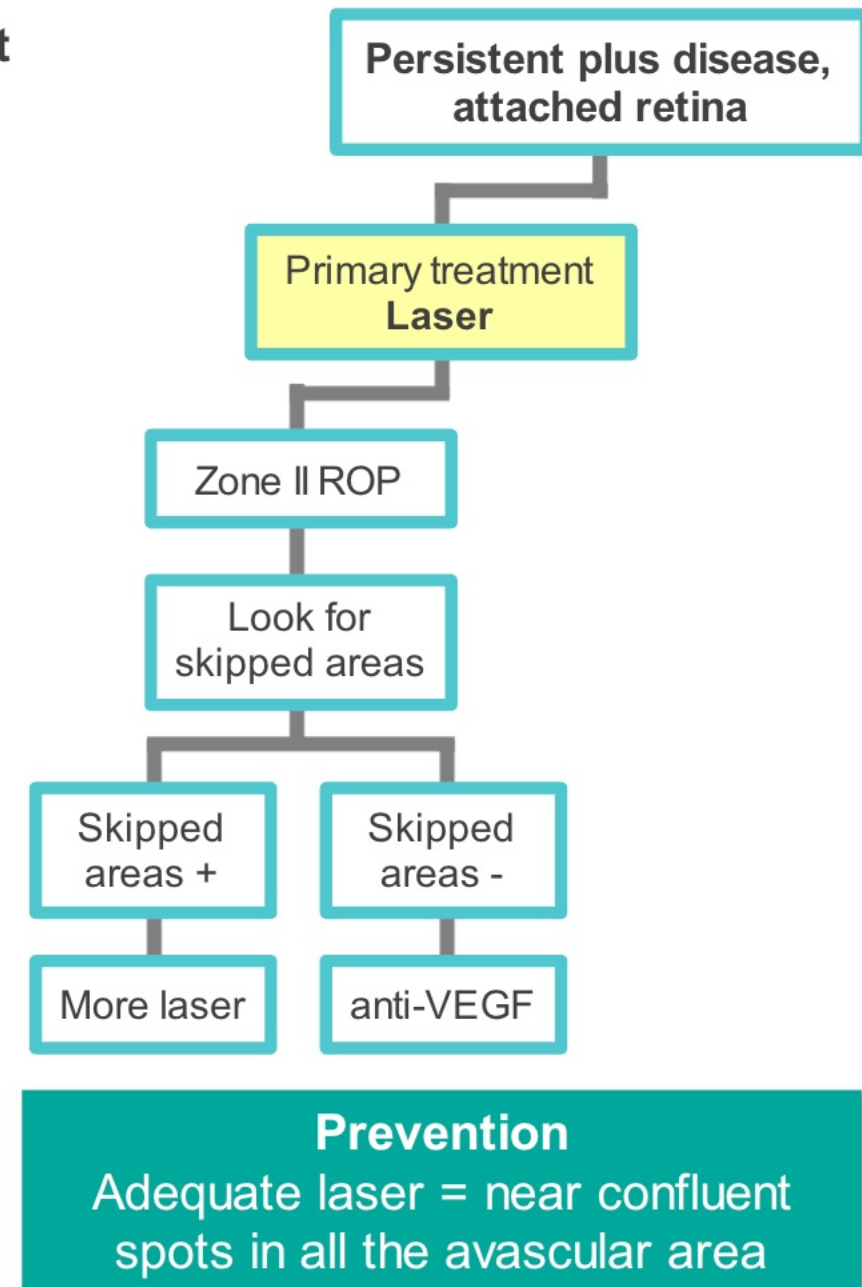 t
Persistent plus disease,
attached retina
Primary treatment
Laser
Zone II ROP
Look for
skipped areas
Skipped
areas +
Skipped
areas -
More laser
anti-VEGF
Prevention
Adequate laser = near confluent
spots in all the avascular area